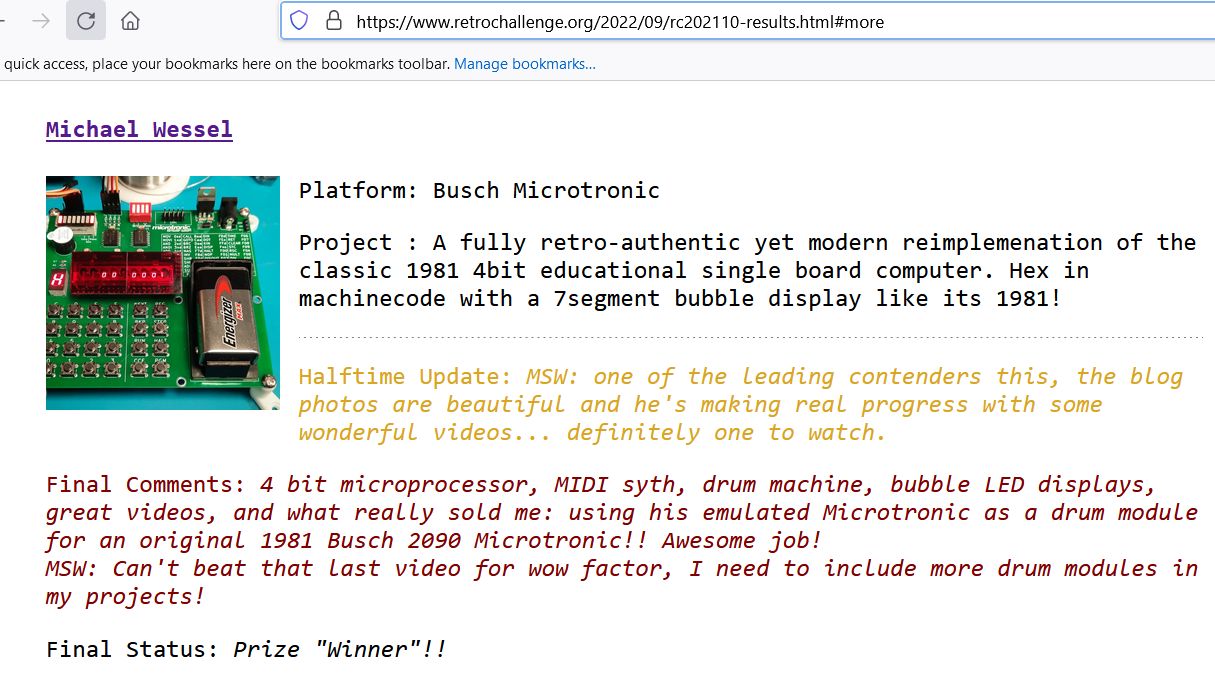 https://www.retrochallenge.org/2022/09/rc202110-results.html#more
quick access, place your bookmarks here on the bookmarks toolbar. Manage bookmarks...
Michael Wessel
Platform: Busch Microtronic
Project : A fully retro-authentic yet modern reimplemenation of the
classic 1981 4bit educational single board computer. Hex in
machinecode with a 7segment bubble display like its 1981!
Halftime Update: MSW: one of the leading contenders this, the blog
photos are beautiful and he's making real progress with some
wonderful videos... definitely one to watch.
microtronic
Energizer
Final Comments: 4 bit microprocessor, MIDI syth, drum machine, bubble LED displays,
great videos, and what really sold me: using his emulated Microtronic as a drum module
for an original 1981 Busch 2090 Microtronic!! Awesome job!
MSW: Can't beat that last video for wow factor, I need to include more drum modules in
my projects!
Final Status: Prize "Winner"!!